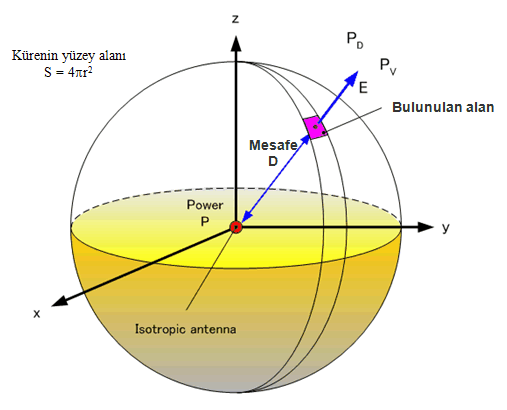 z
Kürenin yüzey alanı
S = 4πr²
P_D
P_V
E
Bulunulan alan
Mesafe
D
Power
P
y
x
Isotropic antenna